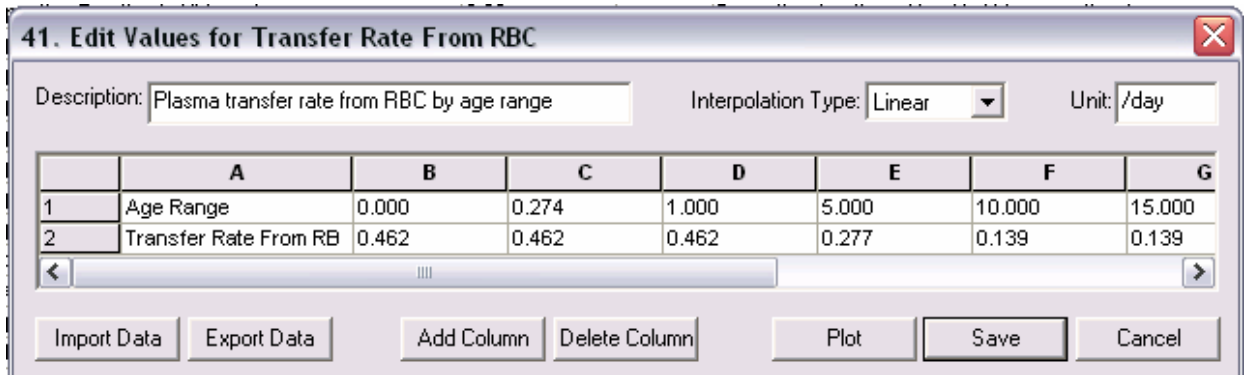 41. Edit Values for Transfer Rate From RBC
Description: Plasma transfer rate from RBC by age range Interpolation Type: Linear Unit: /day
A B C D E F G
1 Age Range 0.000 0.274 1.000 5.000 10.000 15.000
2 Transfer Rate From RB 0.462 0.462 0.462 0.277 0.139 0.139
Import Data Export Data Add Column Delete Column Plot Save Cancel